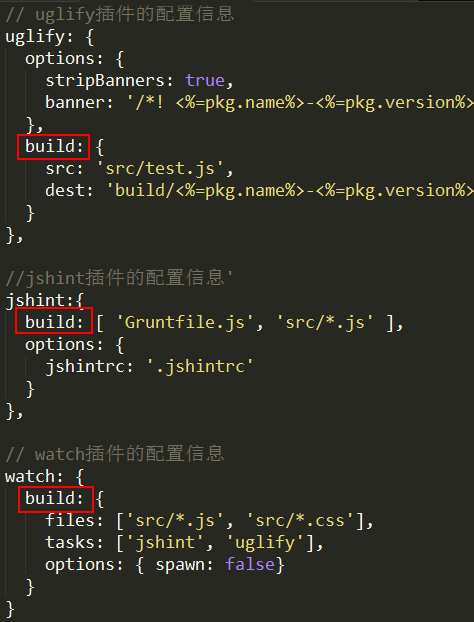 // uglify插件的配置信息
uglify: {
options: {
stripBanners: true,
banner: '/*! <%=pkg.name%>-<%=pkg.version%>
},
build: {
src: 'src/test.js',
dest: 'build/<%=pkg.name%>-<%=pkg.version%>
}
},
//jshint插件的配置信息'
jshint:{
build: [ 'Gruntfile.js', 'src/*.js' ],
options: {
jshintrc: '.jshintrc'
}
},
// watch插件的配置信息
watch: {
build: {
files: ['src/*.js', 'src/*.css'],
tasks: ['jshint', 'uglify'],
options: { spawn: false}
}
}